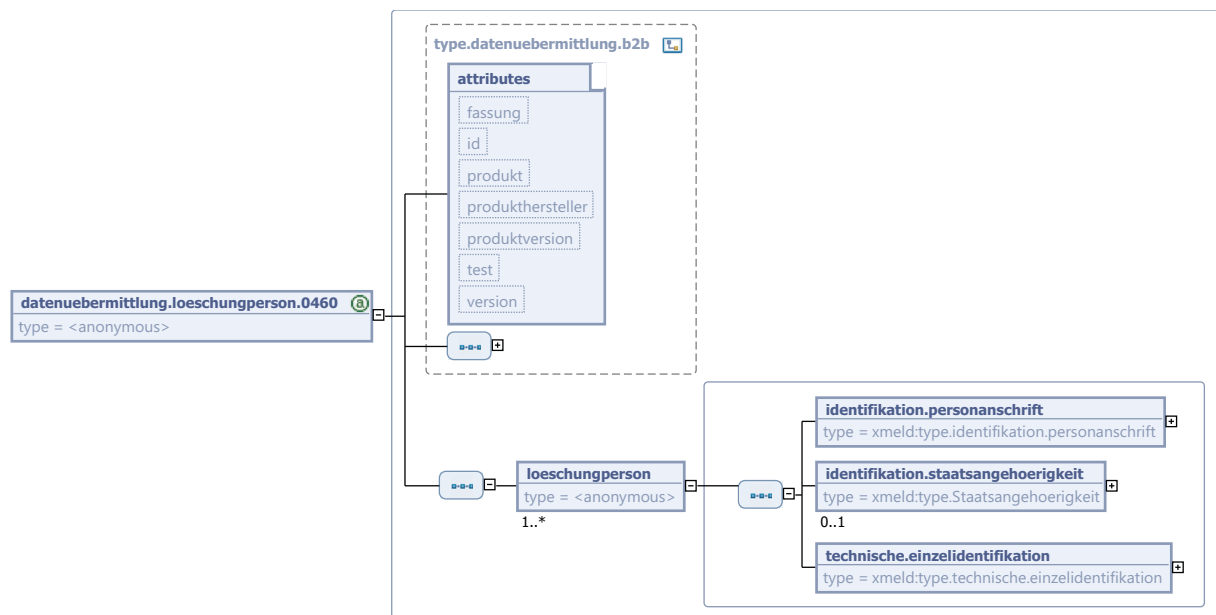 type.datenuebermittlung.b2b
attributes
fassung
id
produkt
produkthersteller
produktversion
test
version
datenuebermittlung.loeschungperson.0460 a
type = <anonymous>
loeschungperson
type = <anonymous>
1..*
identifikation.personanschrift
type = xmeld:type.identifikation.personanschrift
identifikation.staatsangehoerigkeit
type = xmeld:type.Staatsangehoerigkeit
0..1
technische.einzelidentifikation
type = xmeld:type.technische.einzelidentifikation